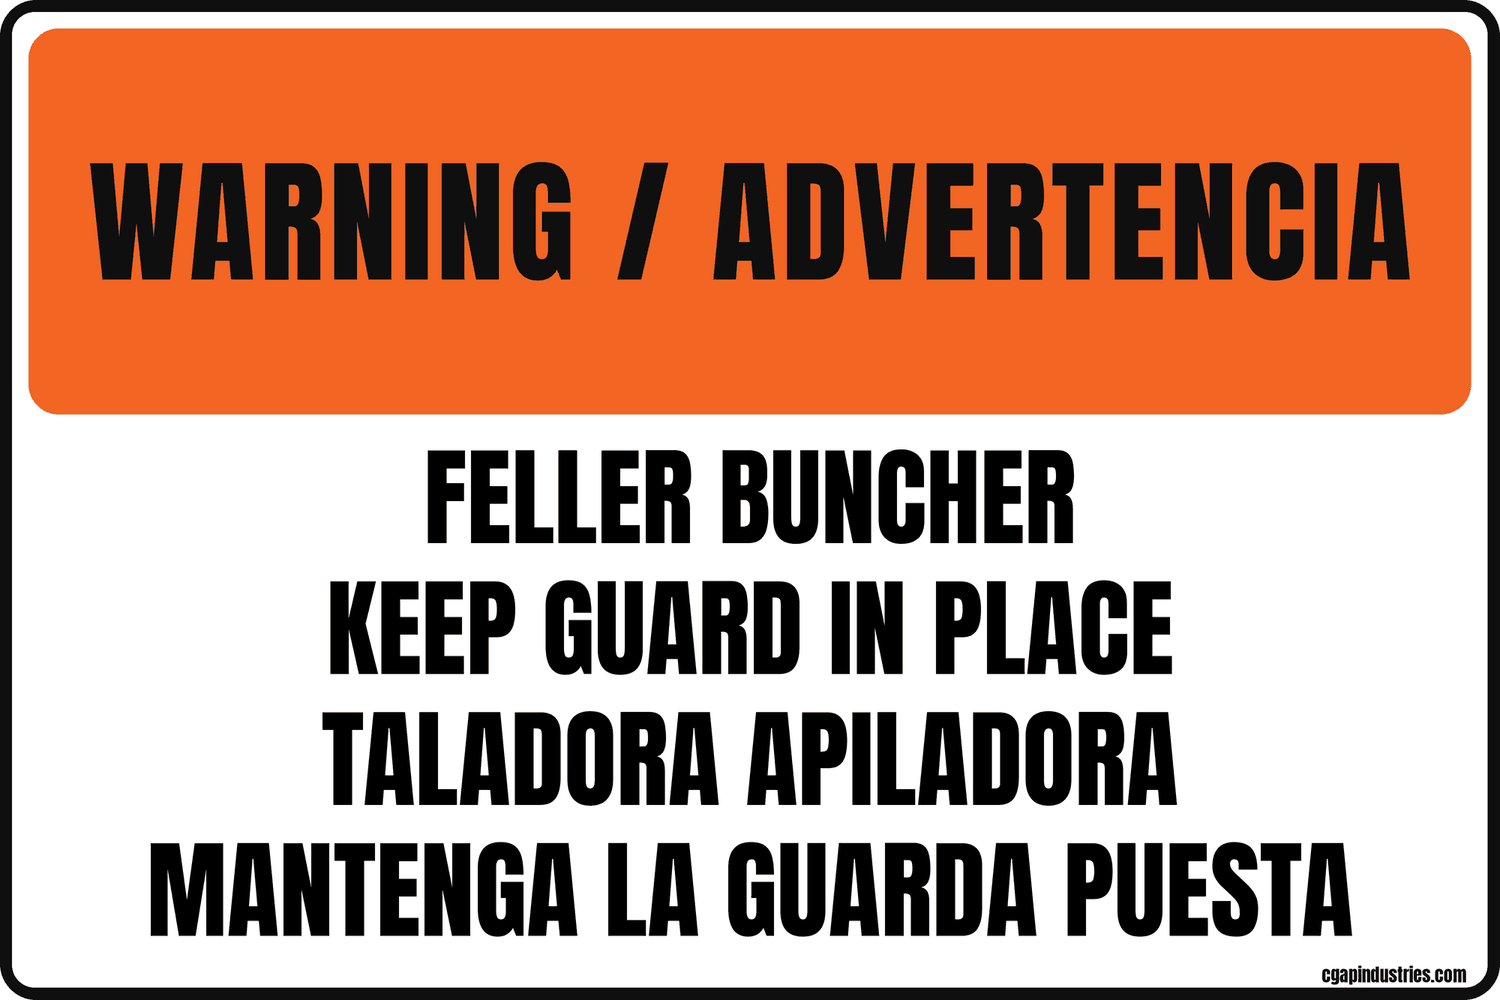 WARNING / ADVERTENCIA
FELLER BUNCHER
KEEP GUARD IN PLACE
TALADORA APILADORA
MANTENGA LA GUARDA PUESTA
cgapindustries.com